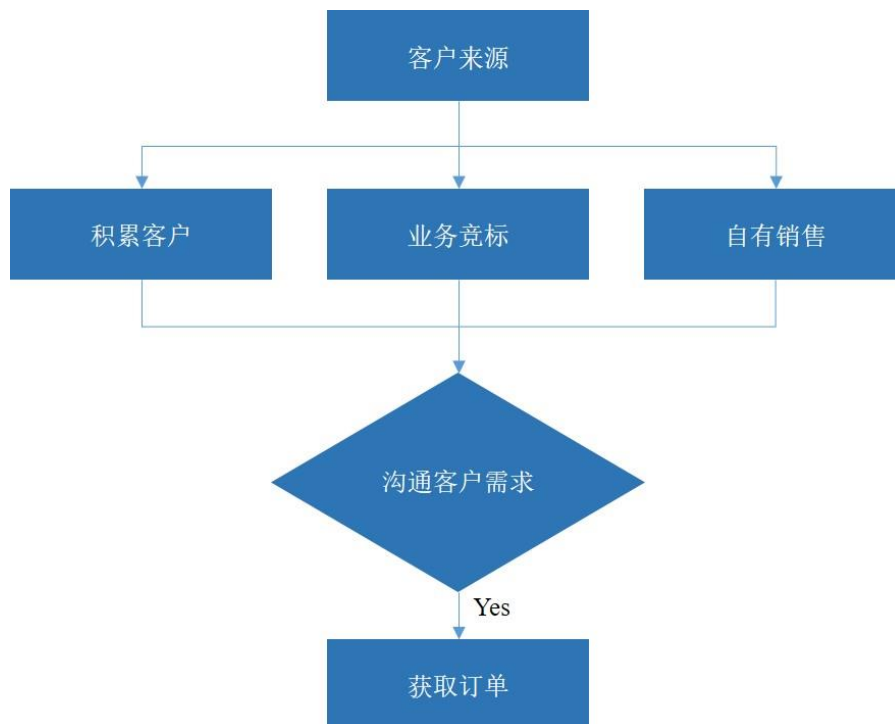 客户来源
积累客户
业务竞标
自有销售
沟通客户需求
Yes
获取订单